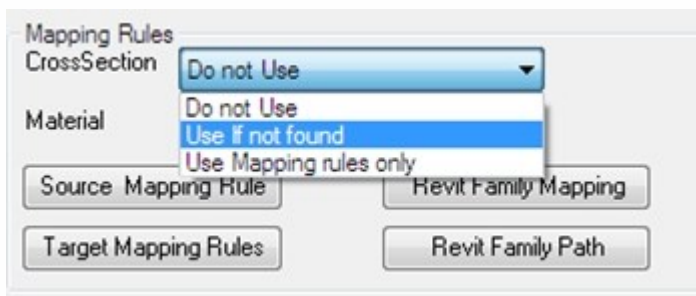 Mapping Rules
CrossSection
Do not Use
Do not Use
Material
Use If not found
Use Mapping rules only
Source Mapping Rule
Revit Family Mapping
Target Mapping Rules
Revit Family Path